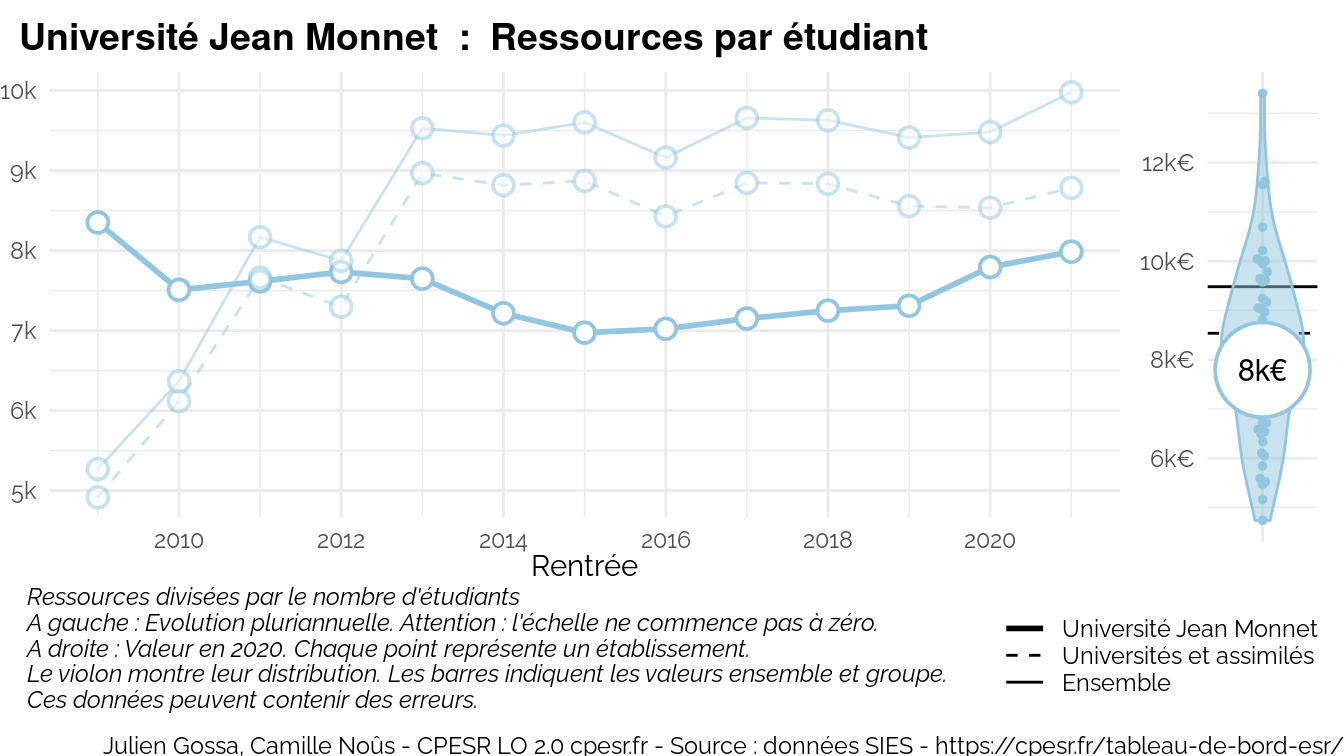 Université Jean Monnet : Ressources par étudiant
10k
9k
8k
7k
6k
5k
2010 2012 2014 2016 2018 2020
Rentrée
12k€
10k€
8k€
6k€
8k€
Ressources divisées par le nombre d'étudiants
A gauche : Evolution pluriannuelle. Attention : l'échelle ne commence pas à zéro.
A droite : Valeur en 2020. Chaque point représente un établissement.
Le violon montre leur distribution. Les barres indiquent les valeurs ensemble et groupe.
Ces données peuvent contenir des erreurs.
Université Jean Monnet
Universités et assimilés
Ensemble
Julien Gossa, Camille Noûs - CPESR LO 2.0 cpesr.fr - Source : données SIES - https://cpesr.fr/tableau-de-bord-esr/